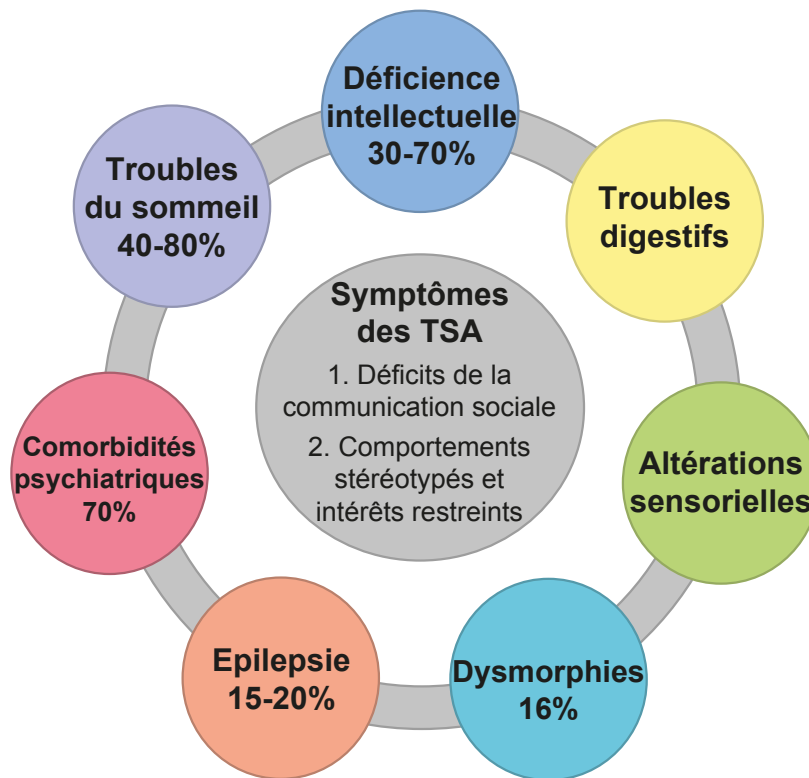 Déficience
intellectuelle
30-70%
Troubles
digestifs
Altérations
sensorielles
Dysmorphies
16%
Epilepsie
15-20%
Comorbidités
psychiatriques
70%
Troubles
du sommeil
40-80%
Symptômes
des TSA
1. Déficits de la
communication sociale
2. Comportements
stéréotypés et
intérêts restreints